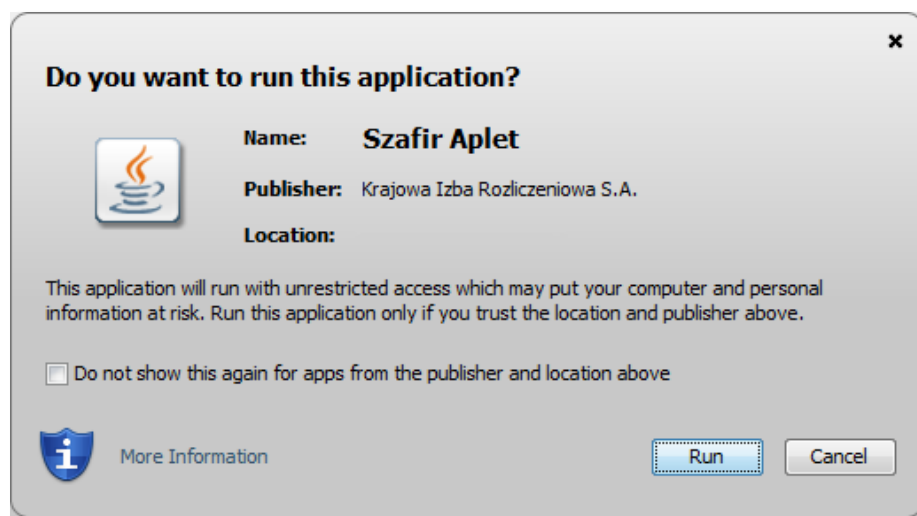 Do you want to run this application?
Name: Szafir Aplet
Publisher: Krajowa Izba Rozliczeniowa S.A.
Location:
This application will run with unrestricted access which may put your computer and personal
information at risk. Run this application only if you trust the location and publisher above.
Do not show this again for apps from the publisher and location above
More Information Run Cancel